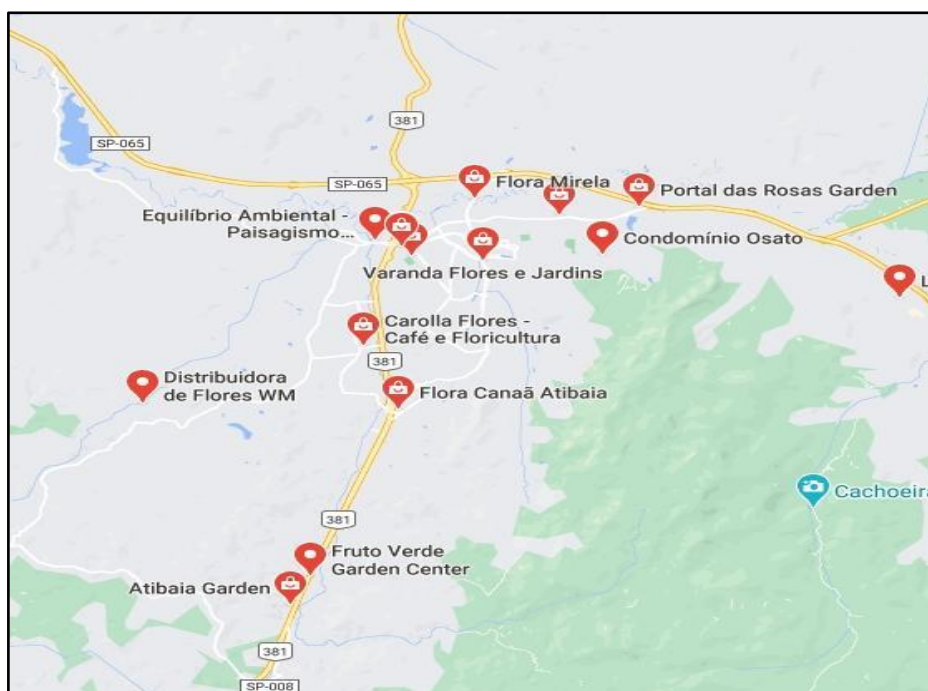 381
SP-065
SP-065
Flora Mirela
Portal das Rosas Garden
Equilíbrio Ambiental -
Paisagismo...
Condomínio Osato
Varanda Flores e Jardins
L
Carolla Flores -
Café e Floricultura
381
Distribuidora
de Flores WM
Flora Canaã Atibaia
Cachoeira
381
Fruto Verde
Garden Center
Atibaia Garden
381
SP-008